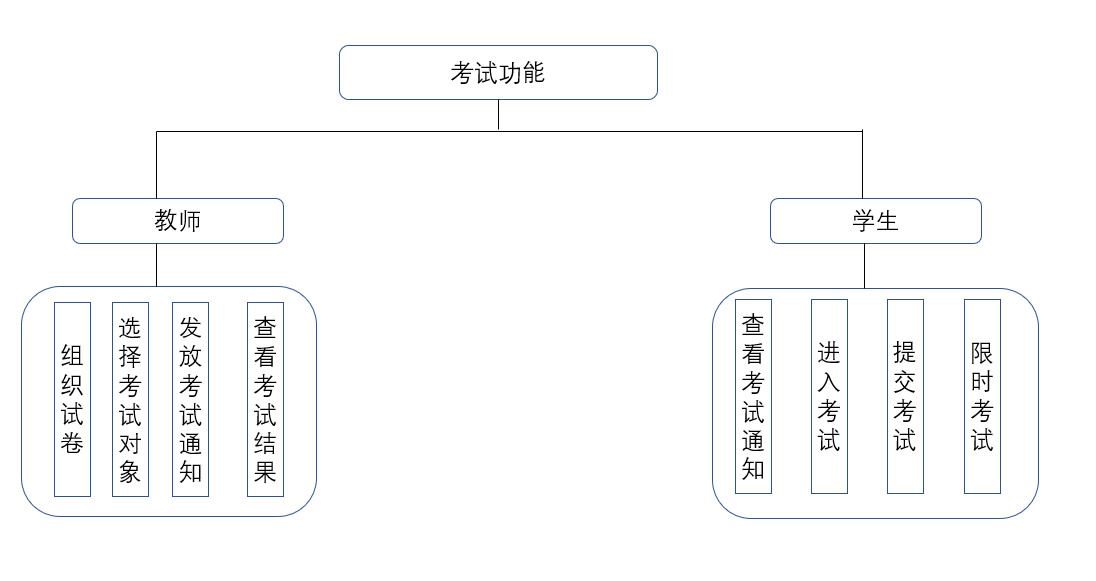 考试功能
教师
学生
组织试卷
选择考试对象
发放考试通知
查看考试结果
查看考试通知
进入考试
提交考试
限时考试